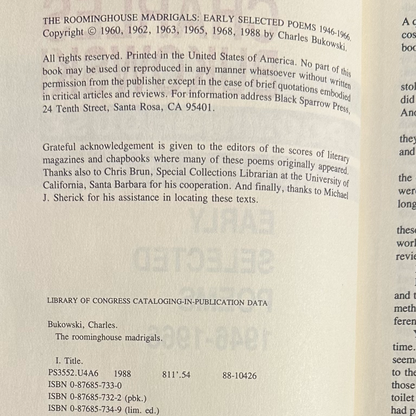 THE ROOMINGHOUSE MADRIGALS: EARLY SELECTED POEMS 1946-1966.
Copyright © 1960, 1962, 1963, 1965, 1968, 1988 by Charles Bukowski.
All rights reserved. Printed in the United States of America. No part of this
book may be used or reproduced in any manner whatsoever without written
permission from the publisher except in the case of brief quotations embodied
in critical articles and reviews. For information address Black Sparrow Press,
24 Tenth Street, Santa Rosa, CA 95401.
Grateful acknowledgement is given to the editors of the scores of literary
magazines and chapbooks where many of these poems originally appeared.
Thanks also to Chris Brun, Special Collections Librarian at the University of
California, Santa Barbara for his cooperation. And finally, thanks to Michael
J. Sherick for his assistance in locating these texts.
LIBRARY OF CONGRESS CATALOGING-IN-PUBLICATION DATA
Bukowski, Charles.
The roominghouse madrigals.
I. Title.
PS3552.U4A6 1988 811'.54 88-10426
ISBN 0-87685-733-0
ISBN 0-87685-732-2 (pbk.)
ISBN 0-87685-734-9 (lim. ed.)